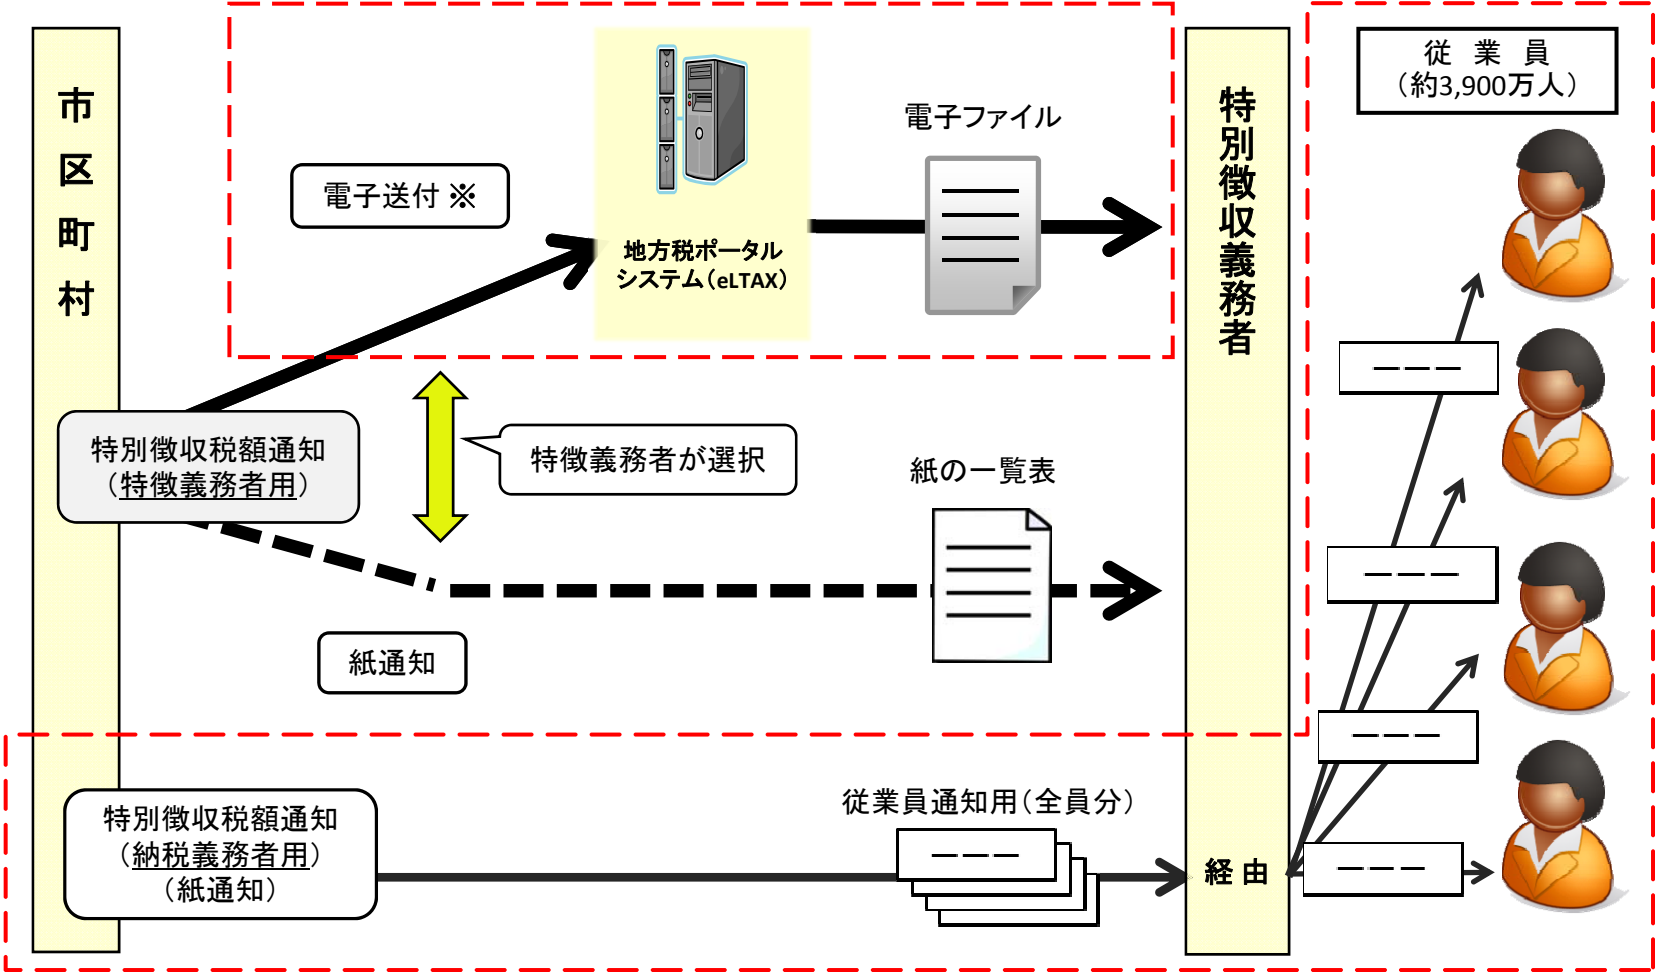 市区町村
電子送付 ※
地方税ポータル
システム（eLTAX）
電子ファイル
特別徴収義務者
従 業 員
（約3,900万人）
特別徴収税額通知
（特徴義務者用）
特徴義務者が選択
紙の一覧表
紙通知
特別徴収税額通知
（納税義務者用）
（紙通知）
従業員通知用（全員分）
経 由